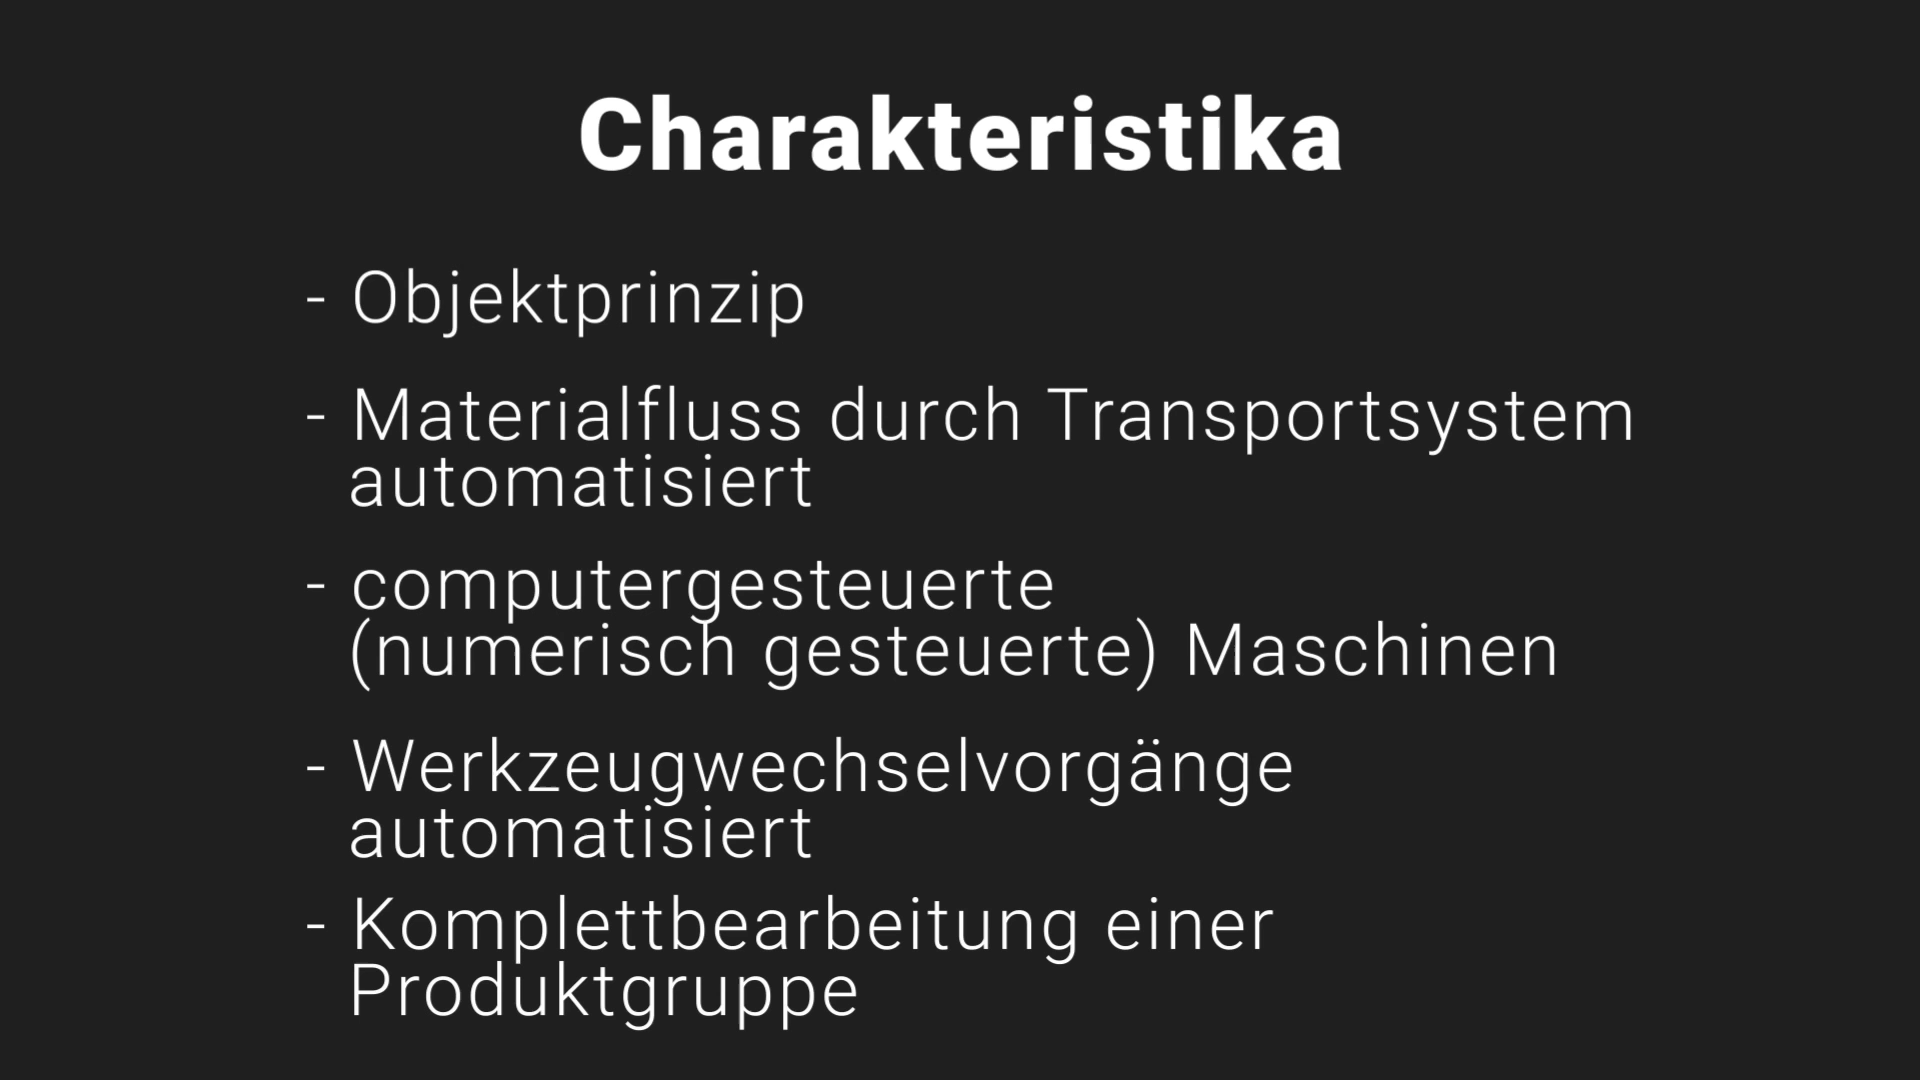 Charakteristika
- Objektprinzip
- Materialfluss durch Transportsystem
automatisiert
- computergesteuerte
(numerisch gesteuerte) Maschinen
- Werkzeugwechselvorgänge
automatisiert
- Komplettbearbeitung einer
Produktgruppe